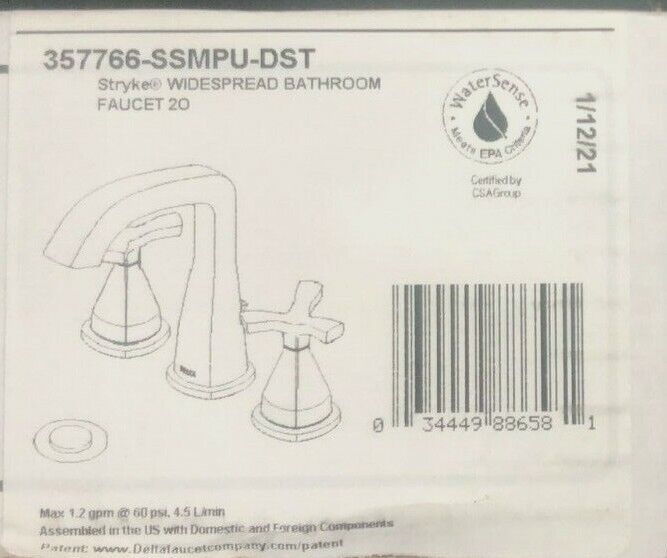 357766-SSMPU-DST
Stryke® WIDESPREAD BATHROOM
FAUCET 2O
WaterSense
Meets EPA Criteria
Certified by
CSAGroup
1/12/21
DELTA
0 34449 88658 1
Max 1.2 gpm @ 60 psi, 4.5 L/min
Assembled in the US with Domestic and Foreign Components
Patent: www.Deltafaucetcompany.com/patent